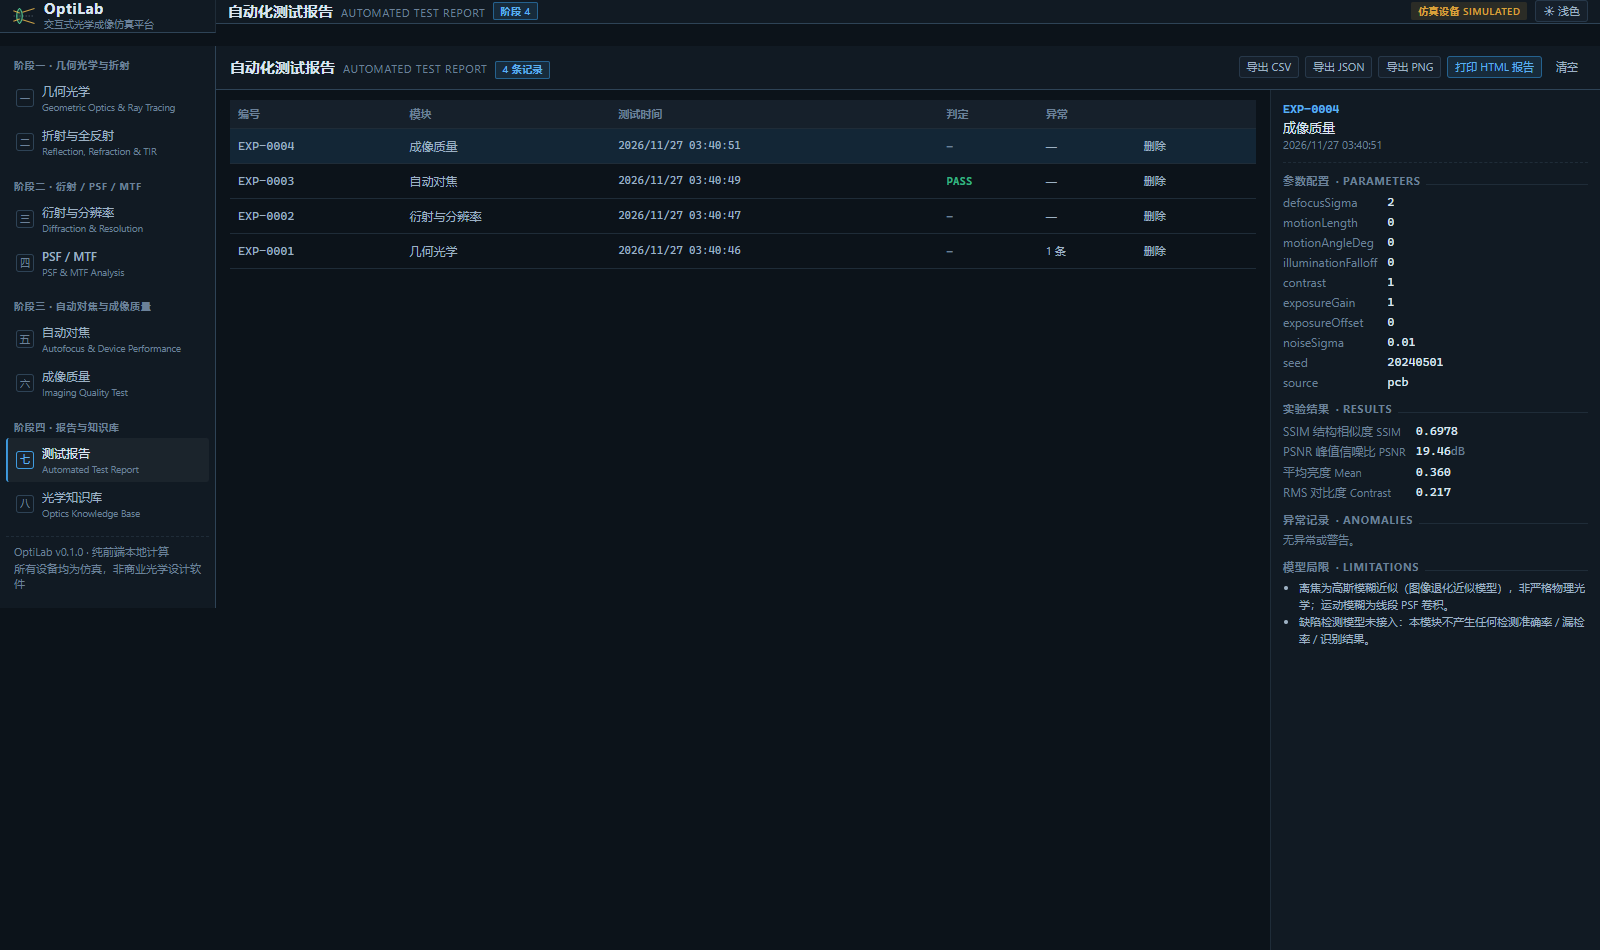 OptiLab
交互式光学成像仿真平台
自动化测试报告 AUTOMATED TEST REPORT 阶段 4
仿真设备 SIMULATED
☀ 浅色
阶段一 · 几何光学与折射
一 几何光学
Geometric Optics & Ray Tracing
二 折射与全反射
Reflection, Refraction & TIR
阶段二 · 衍射 / PSF / MTF
三 衍射与分辨率
Diffraction & Resolution
四 PSF / MTF
PSF & MTF Analysis
阶段三 · 自动对焦与成像质量
五 自动对焦
Autofocus & Device Performance
六 成像质量
Imaging Quality Test
阶段四 · 报告与知识库
七 测试报告
Automated Test Report
八 光学知识库
Optics Knowledge Base
OptiLab v0.1.0 · 纯前端本地计算
所有设备均为仿真，非商业光学设计软
件
自动化测试报告 AUTOMATED TEST REPORT 4 条记录
导出 CSV 导出 JSON 导出 PNG 打印 HTML 报告 清空
编号 模块 测试时间 判定 异常
EXP-0004 成像质量 2026/11/27 03:40:51 – — 删除
EXP-0003 自动对焦 2026/11/27 03:40:49 PASS — 删除
EXP-0002 衍射与分辨率 2026/11/27 03:40:47 – — 删除
EXP-0001 几何光学 2026/11/27 03:40:46 – 1 条 删除
EXP-0004
成像质量
2026/11/27 03:40:51
参数配置 · PARAMETERS
defocusSigma 2
motionLength 0
motionAngleDeg 0
illuminationFalloff 0
contrast 1
exposureGain 1
exposureOffset 0
noiseSigma 0.01
seed 20240501
source pcb
实验结果 · RESULTS
SSIM 结构相似度 SSIM 0.6978
PSNR 峰值信噪比 PSNR 19.46dB
平均亮度 Mean 0.360
RMS 对比度 Contrast 0.217
异常记录 · ANOMALIES
无异常或警告。
模型局限 · LIMITATIONS
• 离焦为高斯模糊近似（图像退化近似模型），非严格物理光
学；运动模糊为线段 PSF 卷积。
• 缺陷检测模型未接入：本模块不产生任何检测准确率 / 漏检
率 / 识别结果。